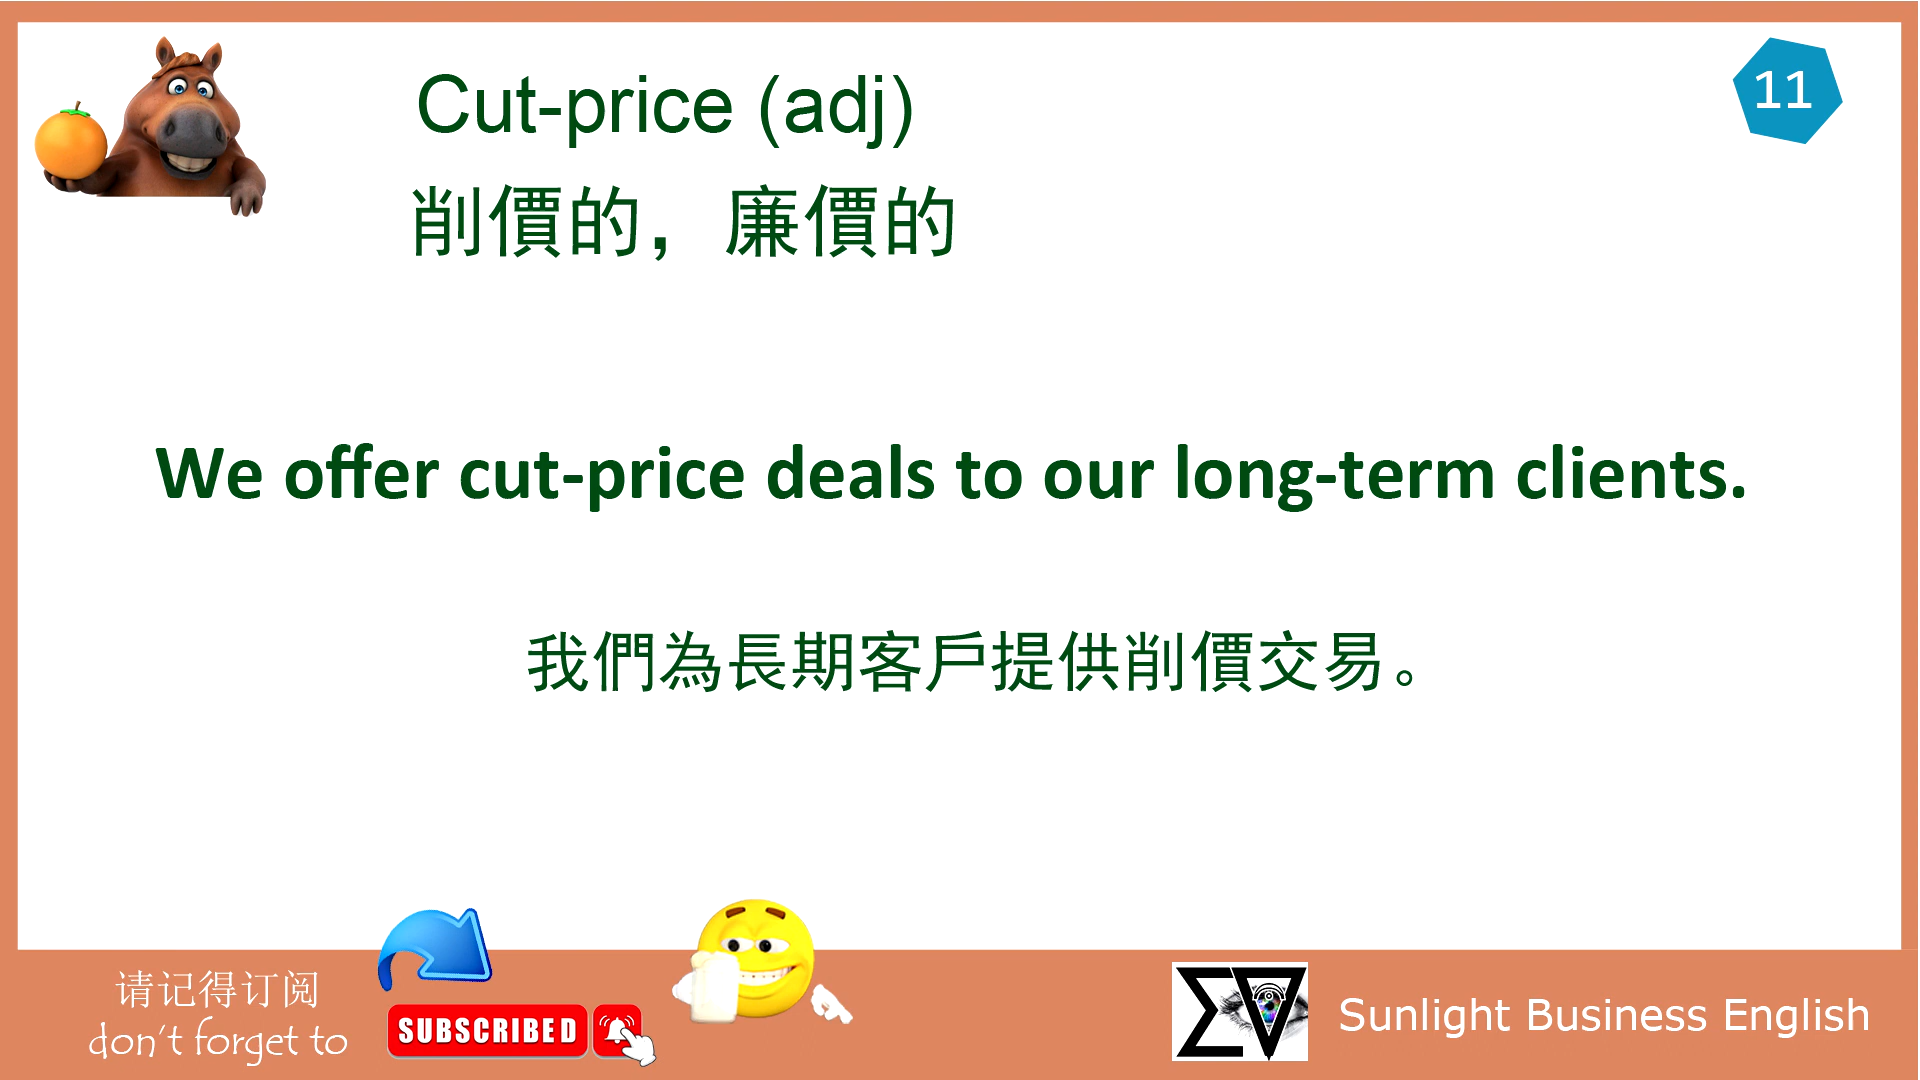 Cut-price (adj)
11
削價的，廉價的
We offer cut-price deals to our long-term clients.
我們為長期客戶提供削價交易。
请记得订阅
don't forget to
SUBSCRIBED
Sunlight Business English